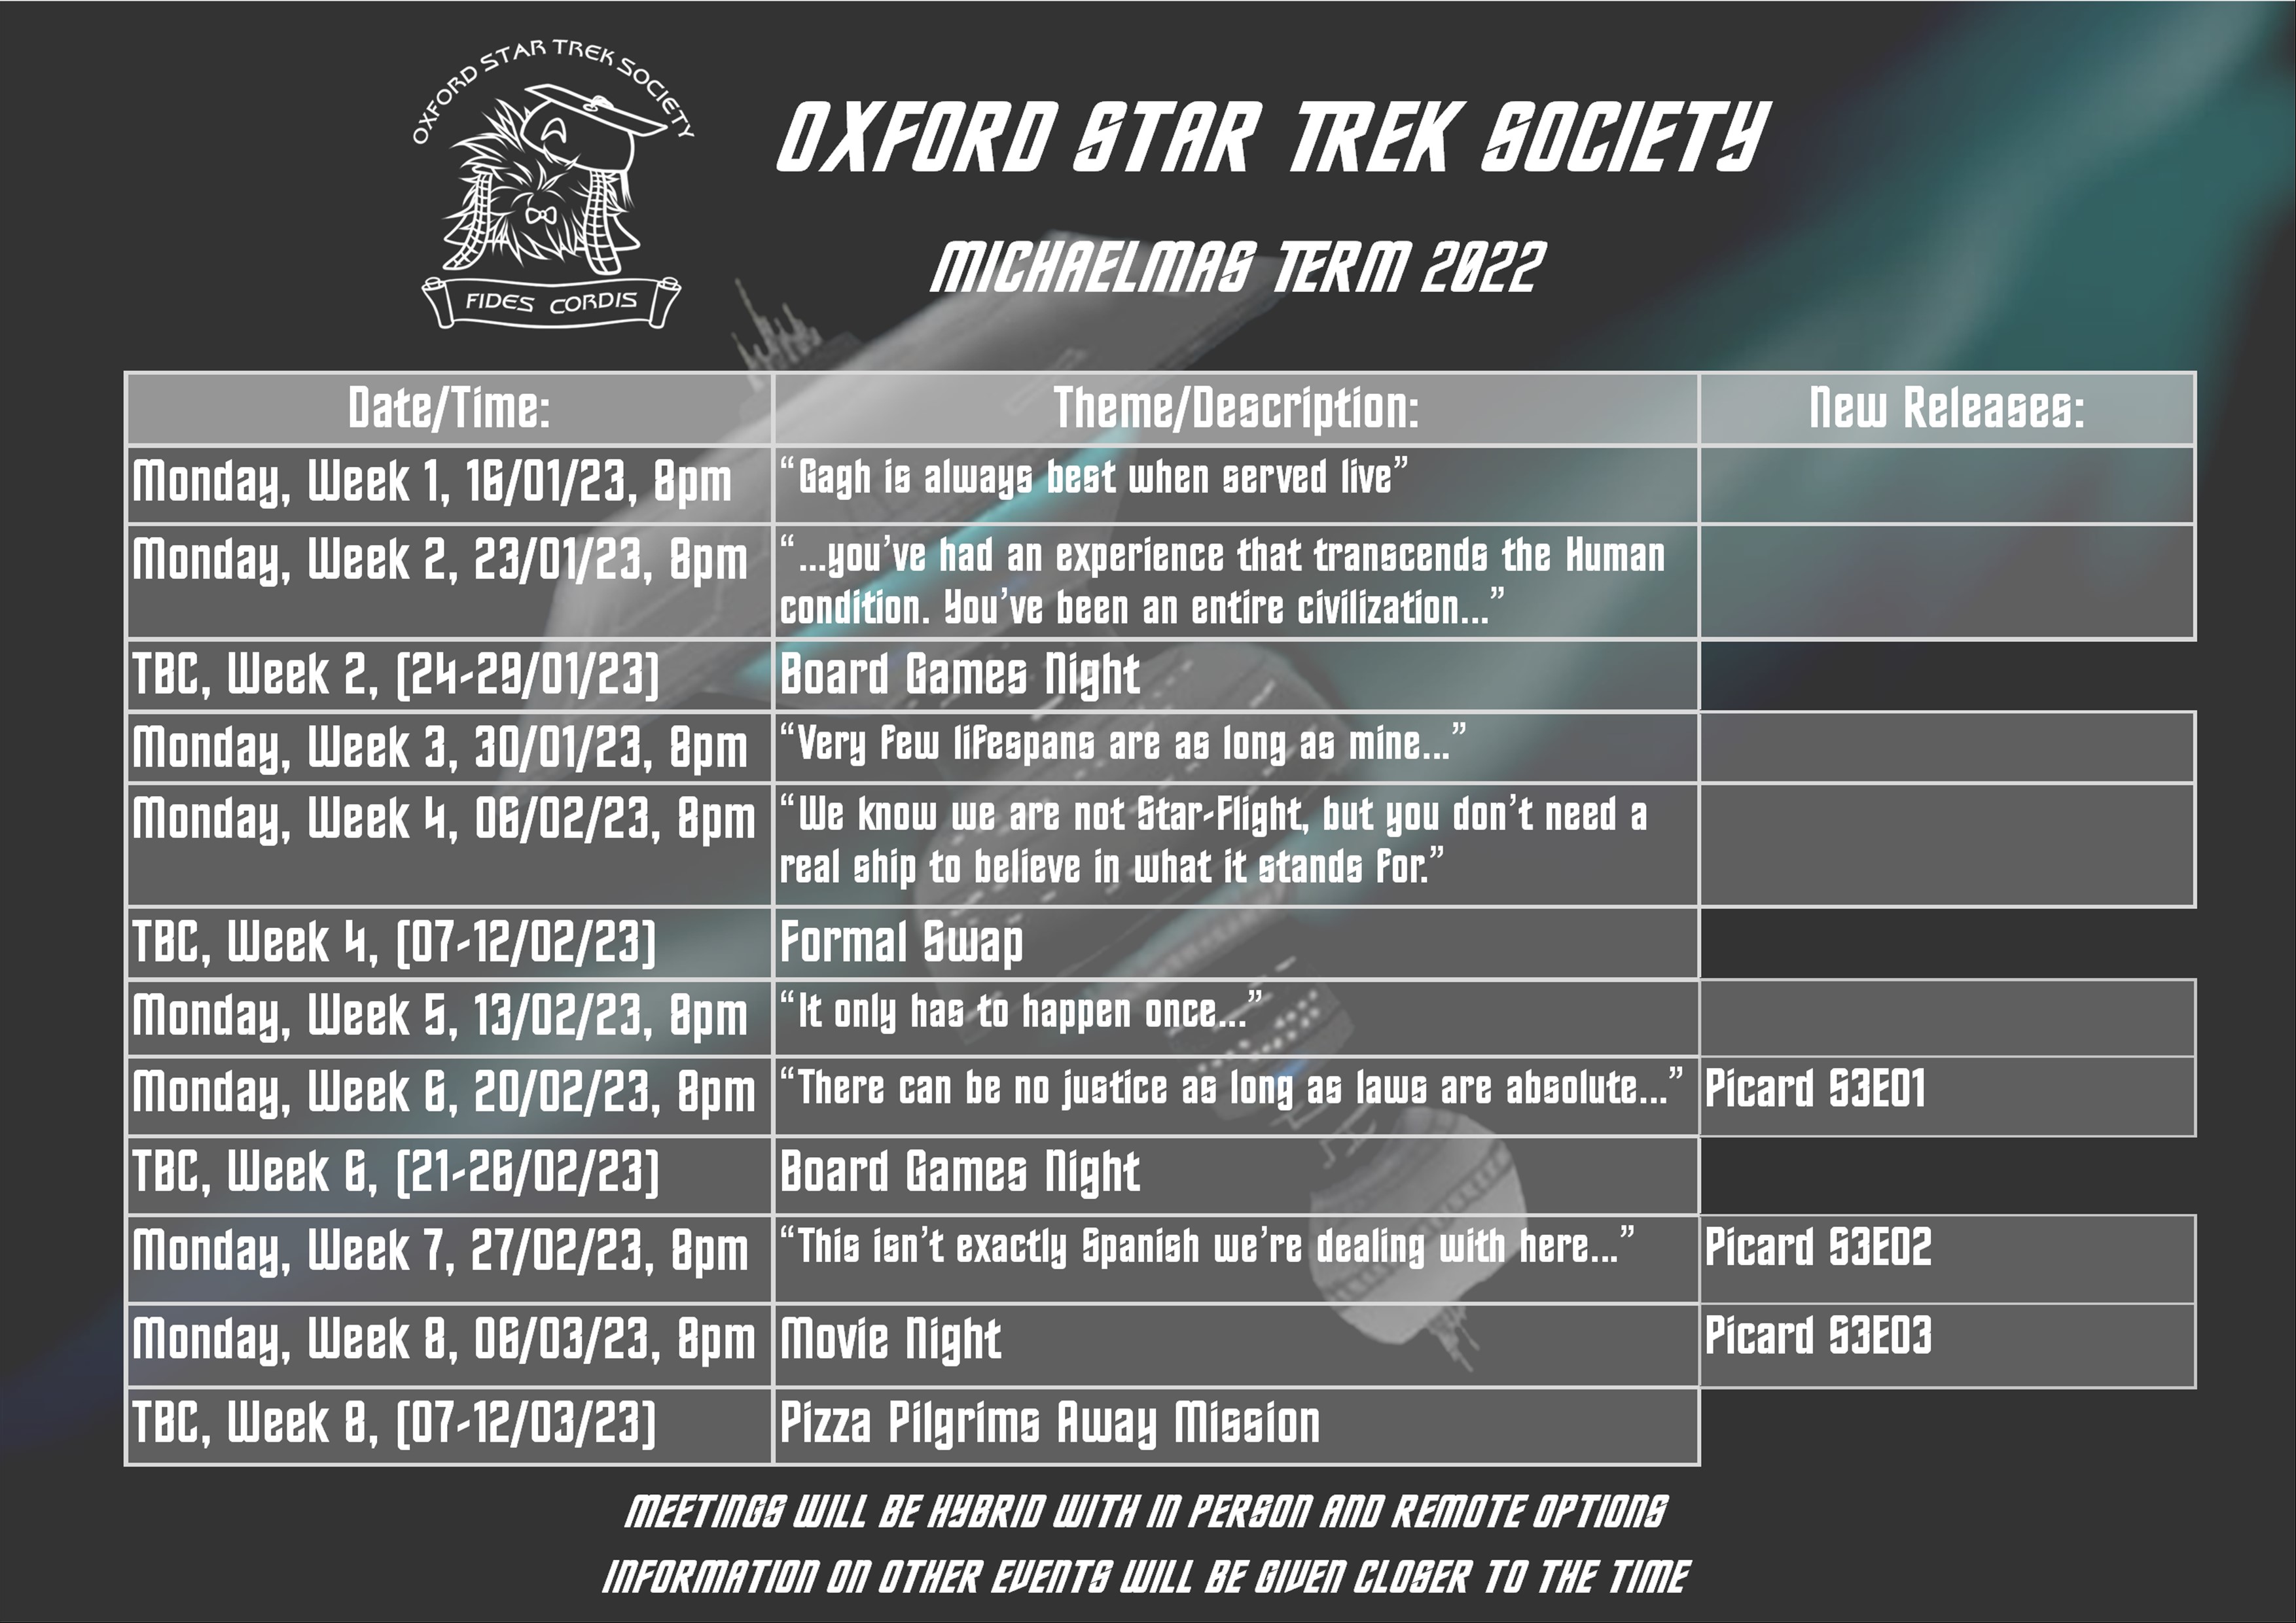 OXFORD STAR TREK SOCIETY
FIDES CORDIS
OXFORD STAR TREK SOCIETY
MICHAELMAS TERM 2022
Date/Time: Theme/Description: New Releases:
Monday, Week 1, 16/01/23, 8pm “Gagh is always best when served live”
Monday, Week 2, 23/01/23, 8pm “...you’ve had an experience that transcends the Human
condition. You’ve been an entire civilization...”
TBC, Week 2, (24-29/01/23) Board Games Night
Monday, Week 3, 30/01/23, 8pm “Very few lifespans are as long as mine...”
Monday, Week 4, 06/02/23, 8pm “We know we are not Star-Flight, but you don’t need a
real ship to believe in what it stands for.”
TBC, Week 4, (07-12/02/23) Formal Swap
Monday, Week 5, 13/02/23, 8pm “It only has to happen once...”
Monday, Week 6, 20/02/23, 8pm “There can be no justice as long as laws are absolute...” Picard S3E01
TBC, Week 6, (21-26/02/23) Board Games Night
Monday, Week 7, 27/02/23, 8pm “This isn’t exactly Spanish we’re dealing with here...” Picard S3E02
Monday, Week 8, 06/03/23, 8pm Movie Night Picard S3E03
TBC, Week 8, (07-12/03/23) Pizza Pilgrims Away Mission
MEETINGS WILL BE HYBRID WITH IN PERSON AND REMOTE OPTIONS
INFORMATION ON OTHER EVENTS WILL BE GIVEN CLOSER TO THE TIME